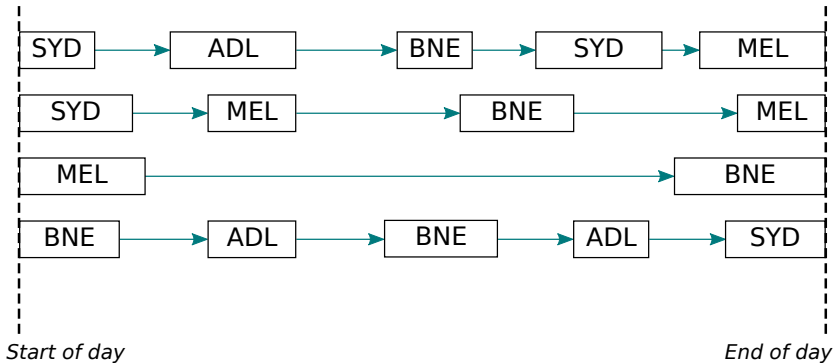 SYD ADL BNE SYD MEL
SYD MEL BNE MEL
MEL BNE
BNE ADL BNE ADL SYD
Start of day End of day